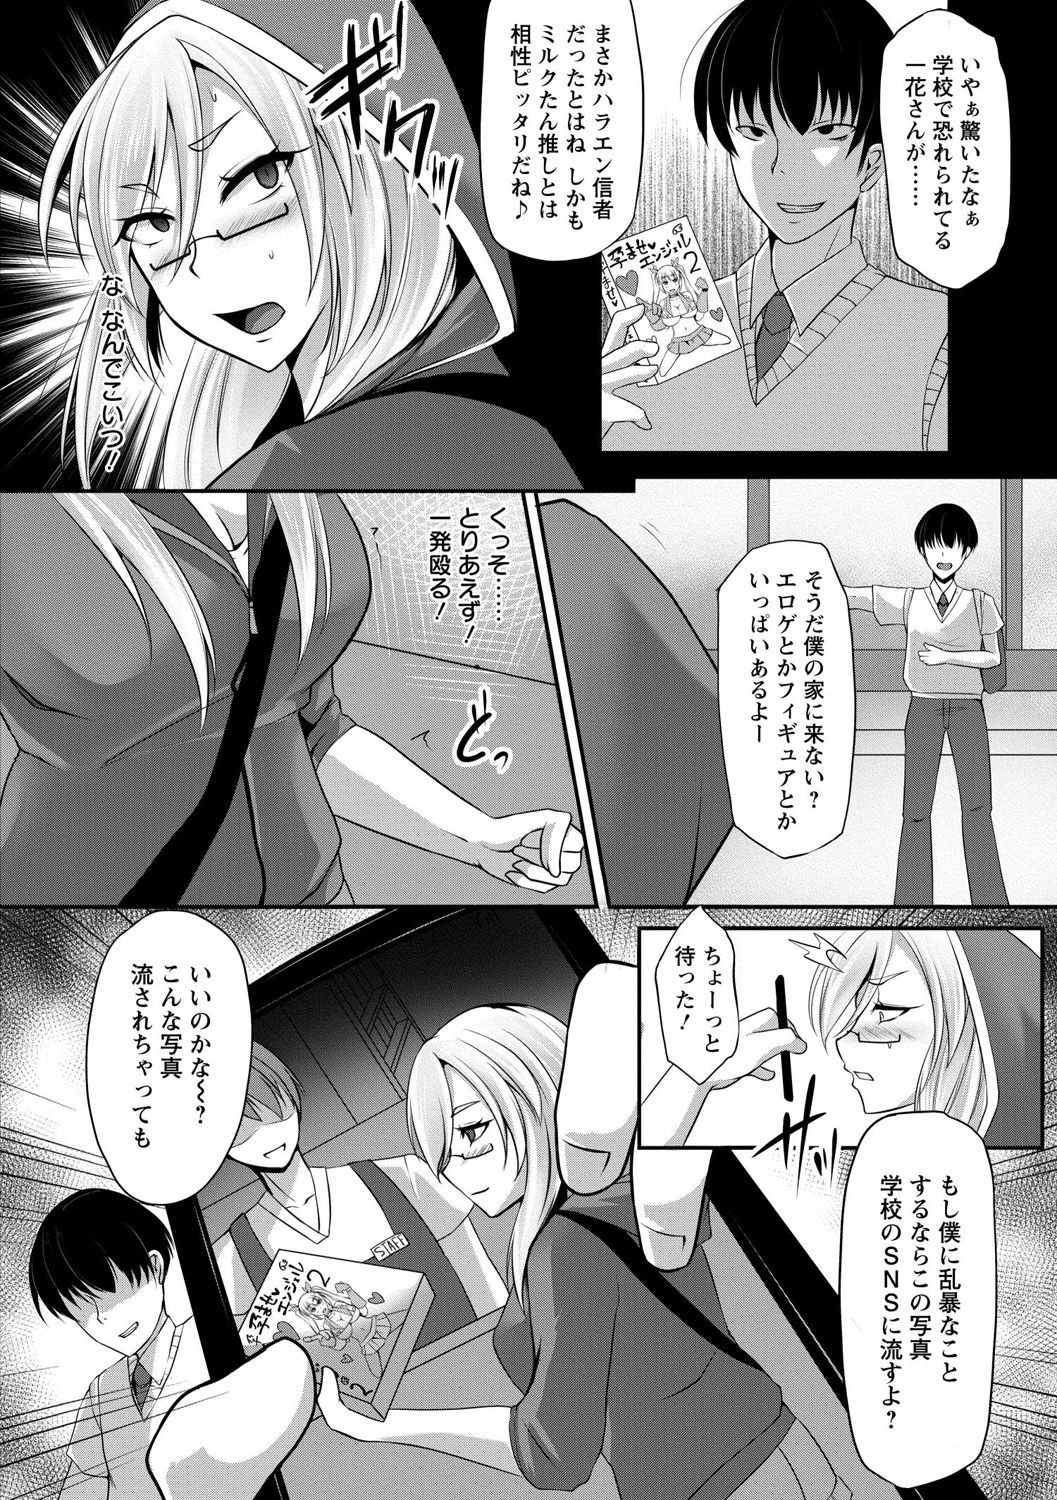 いやぁ驚いたなぁ
学校で恐れられてる
一花さんが……
孕ませ♥
エンジェル
2
まさかハラエン信者
だったとはね しかも
ミルクたん推しとは
相性ピッタリだね♪
ギクッ
な なんでこいつ!
そうだ僕の家に来ない?
エロゲとかフィギュアとか
いっぱいあるよー
くっそ……
とりあえず!
一発殴る!
ちょーっと
待った!
もし僕に乱暴なこと
するならこの写真
学校のSNSに流すよ?
いいのかな〜?
こんな写真
流されちゃっても
STAFF
孕ませ♥
エンジェル
2